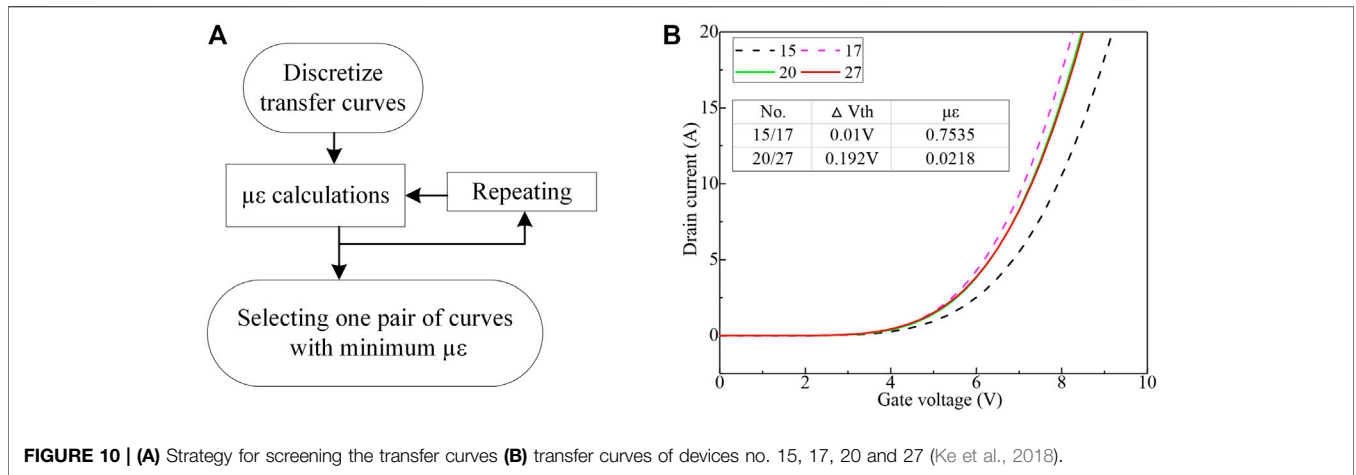 A
Discretize
transfer curves
με calculations
Repeating
Selecting one pair of curves
with minimum με
B
Drain current (A)
20
15
10
5
0
15 17
20 27
No. △ Vth με
15/17 0.01V 0.7535
20/27 0.192V 0.0218
0 2 4 6 8 10
Gate voltage (V)
FIGURE 10 | (A) Strategy for screening the transfer curves (B) transfer curves of devices no. 15, 17, 20 and 27 (Ke et al., 2018).